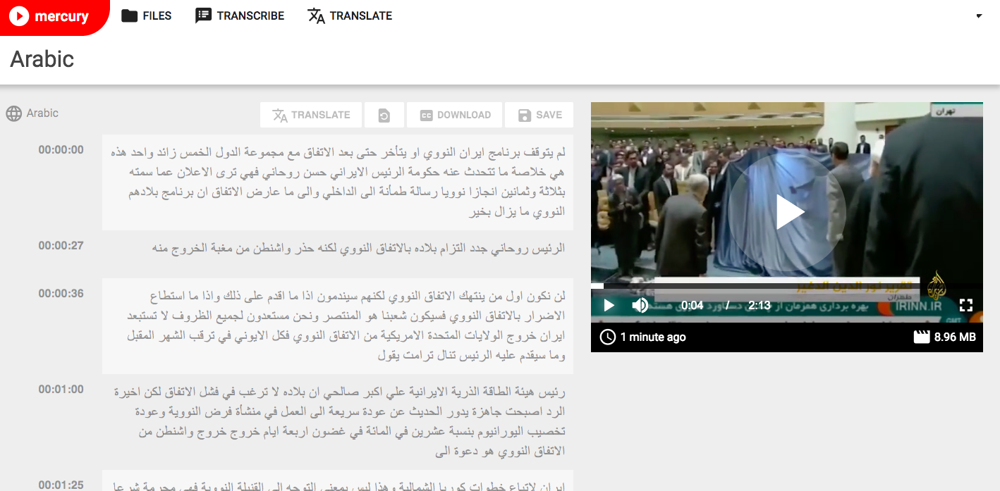 mercury
FILES
TRANSCRIBE
TRANSLATE
Arabic
Arabic
TRANSLATE
DOWNLOAD
SAVE
00:00:00
لم يتوقف برنامج ايران النووي او يتأخر حتى بعد الاتفاق مع مجموعة الدول الخمس زائد واحد هذه
هي خلاصة ما تتحدث عنه حكومة الرئيس الايراني حسن روحاني فهي ترى الاعلان عما سمته
بثلاثة وثمانين انجازا نوويا رسالة طمأنة الى الداخلي والى ما عارض الاتفاق ان برنامج بلادهم
النووي ما يزال بخير
00:00:27
الرئيس روحاني جدد التزام بلاده بالاتفاق النووي لكنه حذر واشنطن من مغبة الخروج منه
00:00:36
لن نكون اول من ينتهك الاتفاق النووي لكنهم سيندمون اذا ما اقدم على ذلك واذا ما استطاع
الاضرار بالاتفاق النووي فسيكون شعبنا هو المنتصر ونحن مستعدون لجميع الظروف لا تستبعد
ايران خروج الولايات المتحدة الامريكية من الاتفاق النووي فكل الايوني في ترقب الشهر المقبل
وما سيقدم عليه الرئيس تنال ترامت يقول
00:01:00
رئيس هيئة الطاقة الذرية الايرانية علي اكبر صالحي ان بلاده لا ترغب في فشل الاتفاق لكن اخيرة
الرد اصبحت جاهزة يدور الحديث عن عودة سريعة الى العمل في منشأة فرض النووية وعودة
تخصيب اليورانيوم بنسبة عشرين في المائة في غضون اربعة ايام خروج خروج واشنطن من
الاتفاق النووي هو دعوة الى
00:01:25
ايران لاتباع خطوات كوريا الشمالية وهذا ليس بمعنى التوجه الى القنبلة النووية فهي محرمة شرعا
تهران
تقرير نور الدين الدغير
طهران
بهره برداری همزمان از
دستاورد
IRINN.IR
GMT
0:04 / 2:13
1 minute ago
8.96 MB